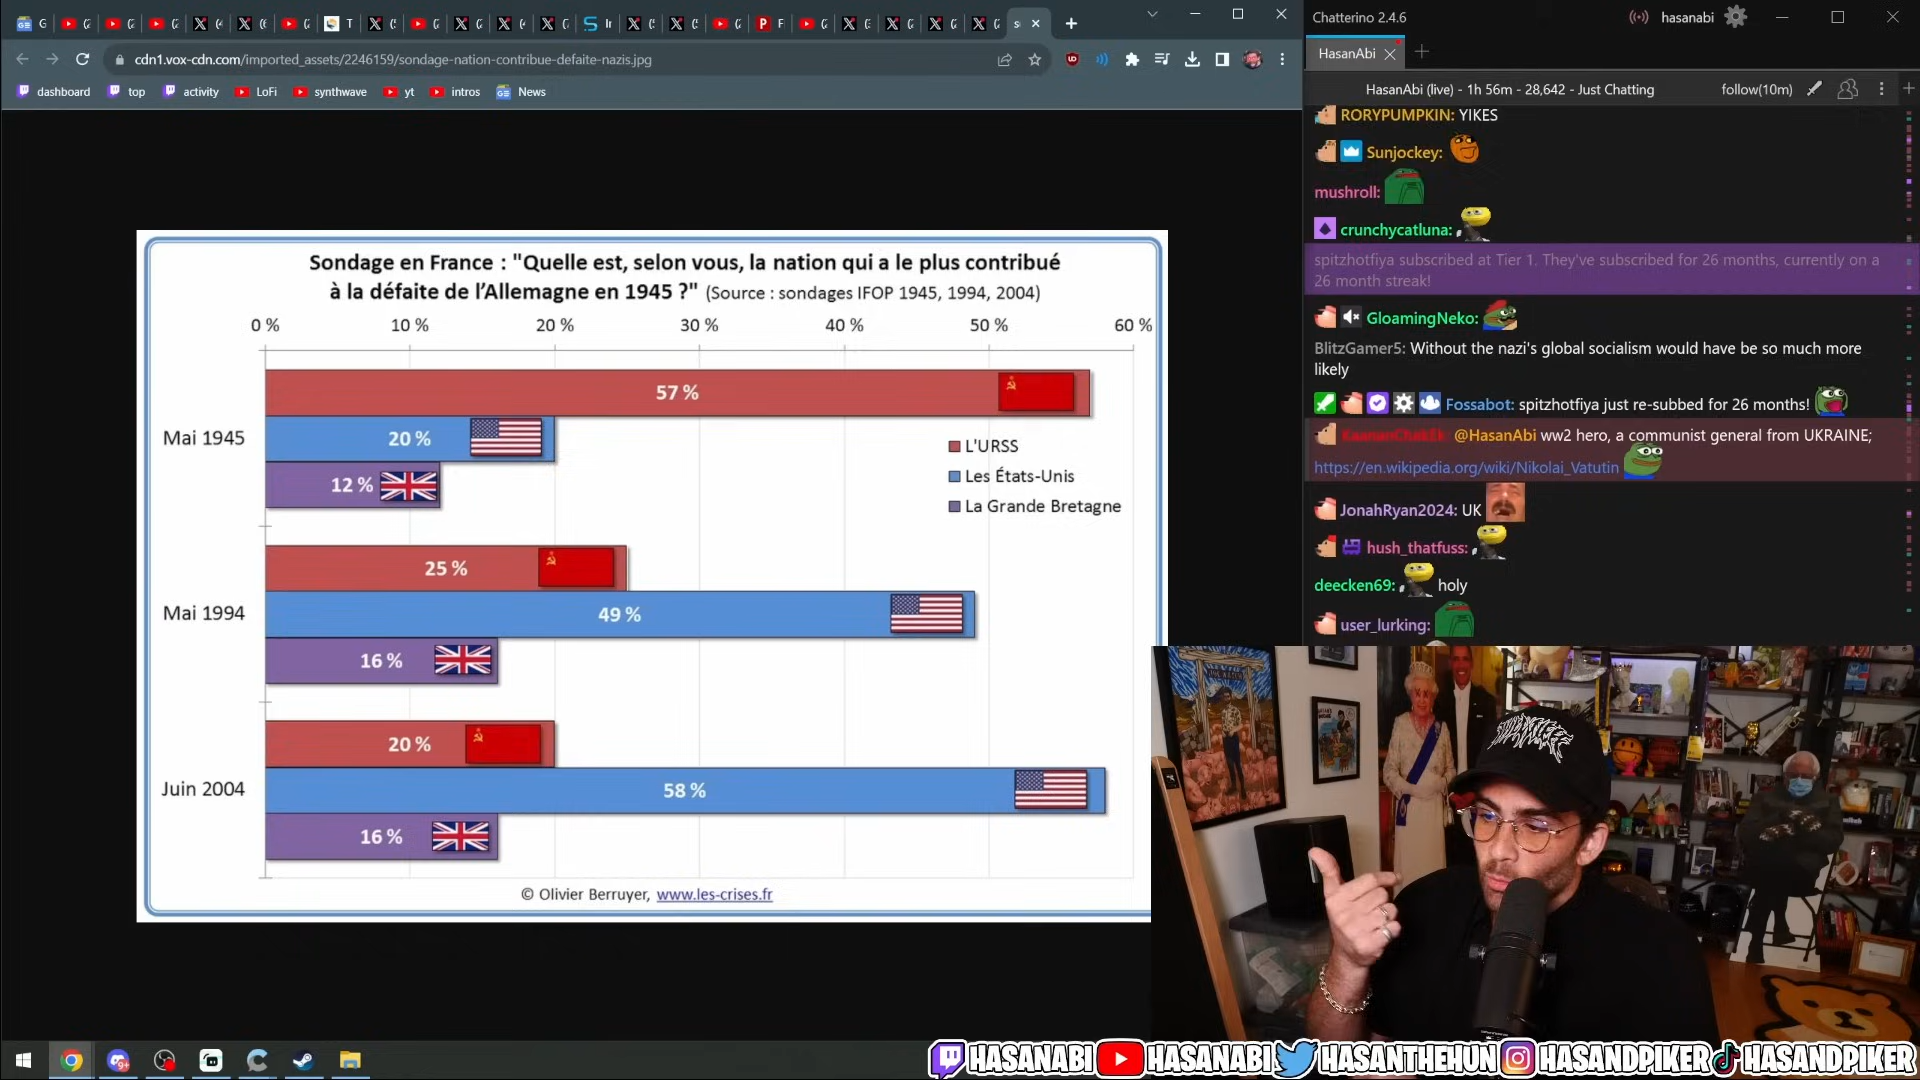 Chatterino 2.4.6
hasanabi
cdn1.vox-cdn.com/imported_assets/2246159/sondage-nation-contribue-defaite-nazis.jpg
HasanAbi
dashboard
top
activity
LoFi
synthwave
yt
intros
News
HasanAbi (live) - 1h 56m - 28,642 - Just Chatting
follow(10m)
Sondage en France : "Quelle est, selon vous, la nation qui a le plus contribué
à la défaite de l'Allemagne en 1945 ?" (Source : sondages IFOP 1945, 1994, 2004)
0 % 10 % 20 % 30 % 40 % 50 % 60 %
57 %
Mai 1945
20 %
12 %
L'URSS
Les États-Unis
La Grande Bretagne
25 %
Mai 1994
49 %
16 %
20 %
Juin 2004
58 %
16 %
© Olivier Berruyer, www.les-crises.fr
RORYPUMPKIN: YIKES
Sunjockey:
mushroll:
crunchycatluna:
spitzhotfiya subscribed at Tier 1. They've subscribed for 26 months, currently on a
26 month streak!
GloamingNeko:
BlitzGamer5: Without the nazi's global socialism would have be so much more
likely
Fossabot: spitzhotfiya just re-subbed for 26 months!
@HasanAbi ww2 hero, a communist general from UKRAINE;
https://en.wikipedia.org/wiki/Nikolai_Vatutin
JonahRyan2024: UK
hush_thatfuss:
deecken69: holy
user_lurking:
HASANABI HASANABI HASANTHEHUN HASANDPIKER HASANDPIKER